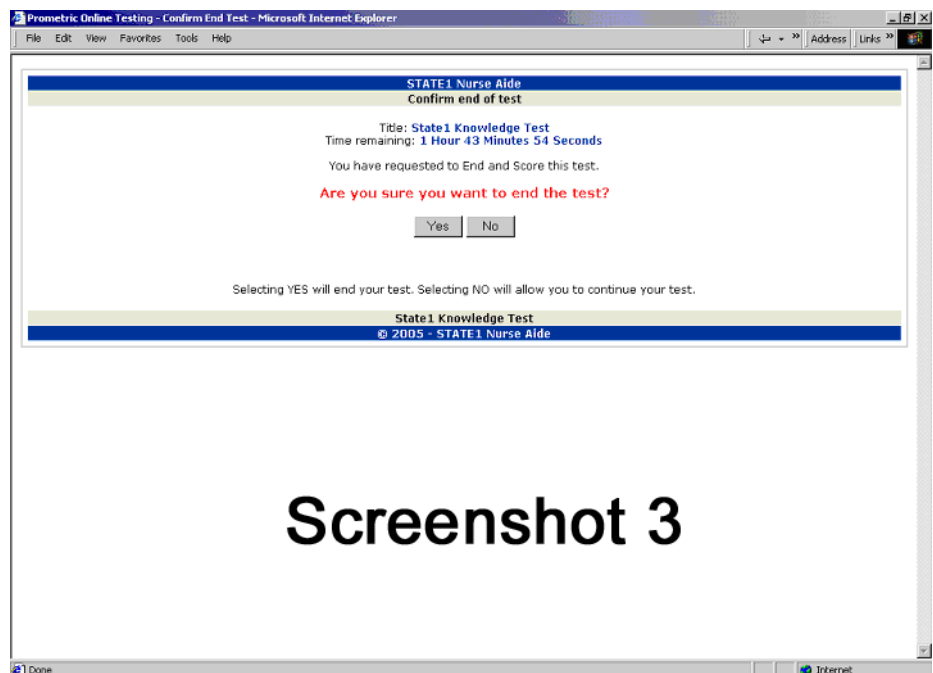 Prometric Online Testing - Confirm End Test - Microsoft Internet Explorer
File Edit View Favorites Tools Help
Address Links
STATE1 Nurse Aide
Confirm end of test
Title: State1 Knowledge Test
Time remaining: 1 Hour 43 Minutes 54 Seconds
You have requested to End and Score this test.
Are you sure you want to end the test?
Yes No
Selecting YES will end your test. Selecting NO will allow you to continue your test.
State1 Knowledge Test
© 2005 - STATE1 Nurse Aide
Screenshot 3
Done Internet